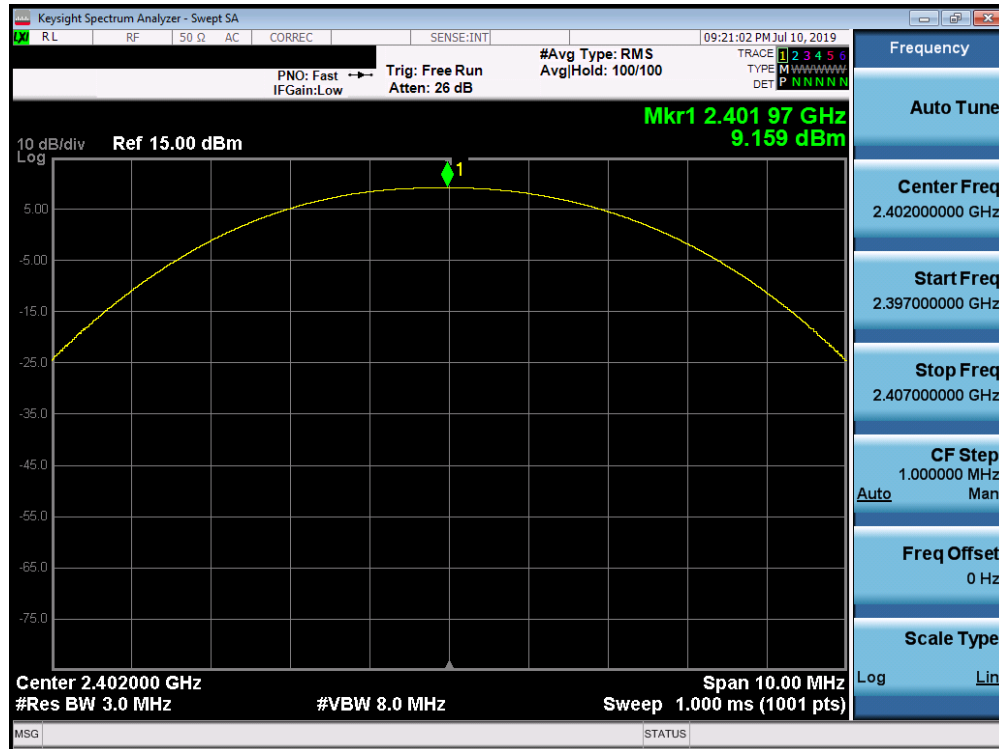 Keysight Spectrum Analyzer - Swept SA
LXI RL RF 50 Ω AC CORREC SENSE:INT 09:21:02 PM Jul 10, 2019
PNO: Fast
IFGain:Low
Trig: Free Run
Atten: 26 dB
#Avg Type: RMS
Avg|Hold: 100/100
TRACE 1 2 3 4 5 6
TYPE M WWWWW
DET P N N N N N
Mkr1 2.401 97 GHz
9.159 dBm
10 dB/div Ref 15.00 dBm
Log
1
5.00
-5.00
-15.0
-25.0
-35.0
-45.0
-55.0
-65.0
-75.0
Center 2.402000 GHz Span 10.00 MHz
#Res BW 3.0 MHz #VBW 8.0 MHz Sweep 1.000 ms (1001 pts)
MSG STATUS
Frequency
Auto Tune
Center Freq
2.402000000 GHz
Start Freq
2.397000000 GHz
Stop Freq
2.407000000 GHz
CF Step
1.000000 MHz
Auto Man
Freq Offset
0 Hz
Scale Type
Log Lin